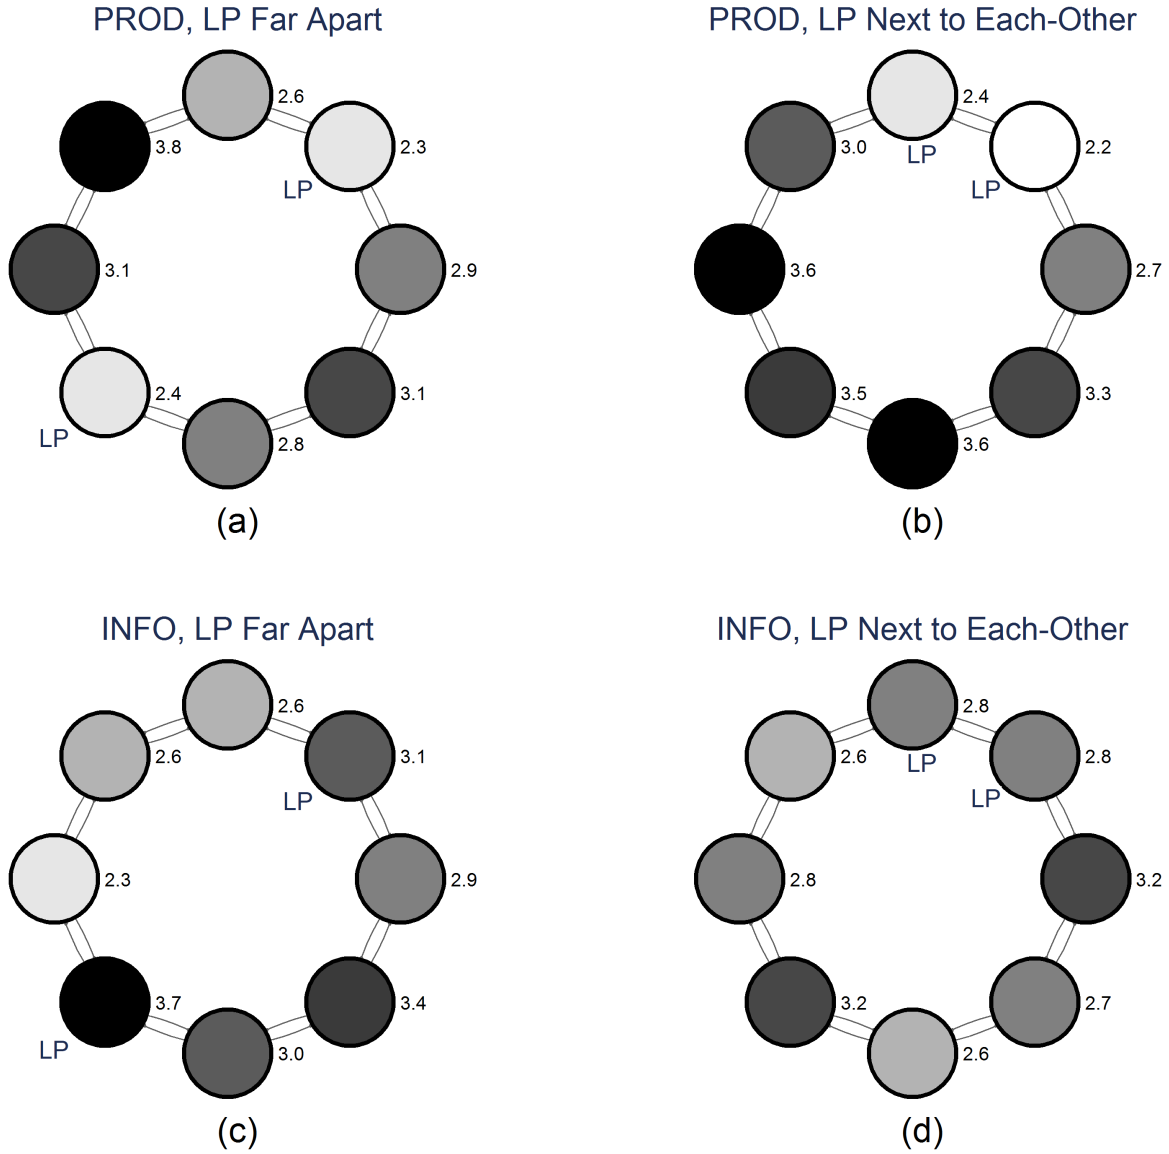 PROD, LP Far Apart
2.6
2.3
LP
3.8
2.9
3.1
3.1
2.4
LP
2.8
(a)
PROD, LP Next to Each-Other
2.4
LP
2.2
LP
3.0
2.7
3.6
3.3
3.5
3.6
(b)
INFO, LP Far Apart
2.6
3.1
LP
2.6
2.9
2.3
3.4
3.7
LP
3.0
(c)
INFO, LP Next to Each-Other
2.8
LP
2.8
LP
2.6
3.2
2.8
2.7
3.2
2.6
(d)